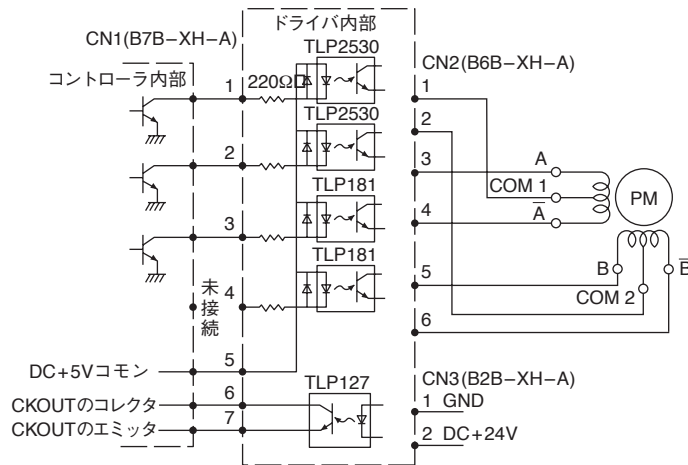 ドライバ内部
CN1(B7B-XH-A)
コントローラ内部
TLP2530
CN2(B6B-XH-A)
1
220Ω
1
2
TLP2530
2
3
A
COM 1
Ā
PM
TLP181
3
4
TLP181
5
B
B̄
COM 2
未接続
4
6
DC+5Vコモン
5
TLP127
CN3(B2B-XH-A)
CKOUTのコレクタ
6
1 GND
CKOUTのエミッタ
7
2 DC+24V